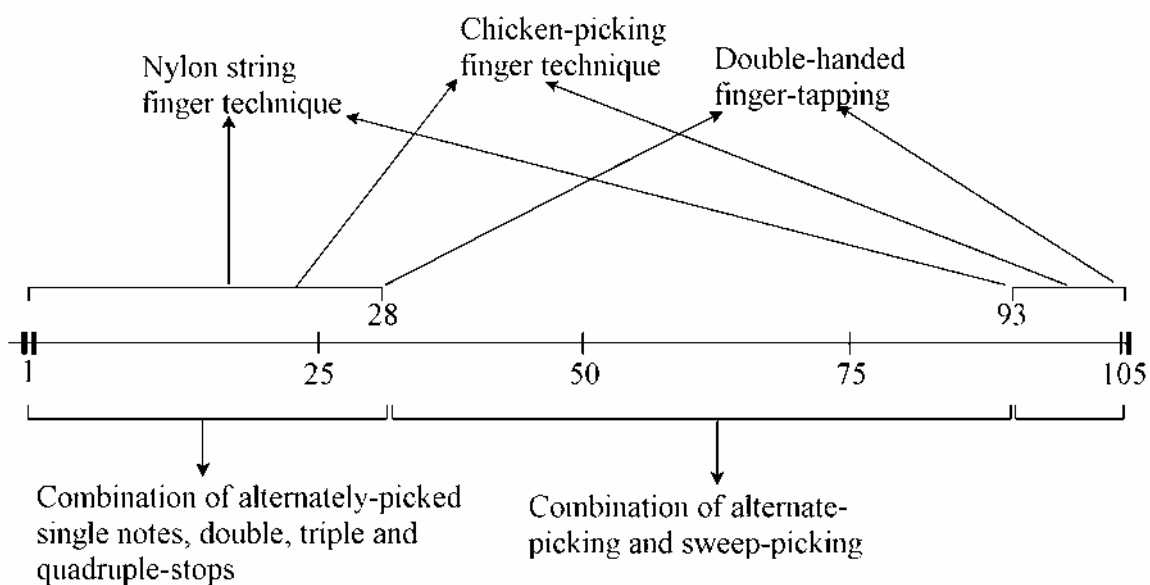 Chicken-picking
finger technique
Nylon string
finger technique
Double-handed
finger-tapping
28
93
1
25
50
75
105
Combination of alternately-picked
single notes, double, triple and
quadruple-stops
Combination of alternate-
picking and sweep-picking